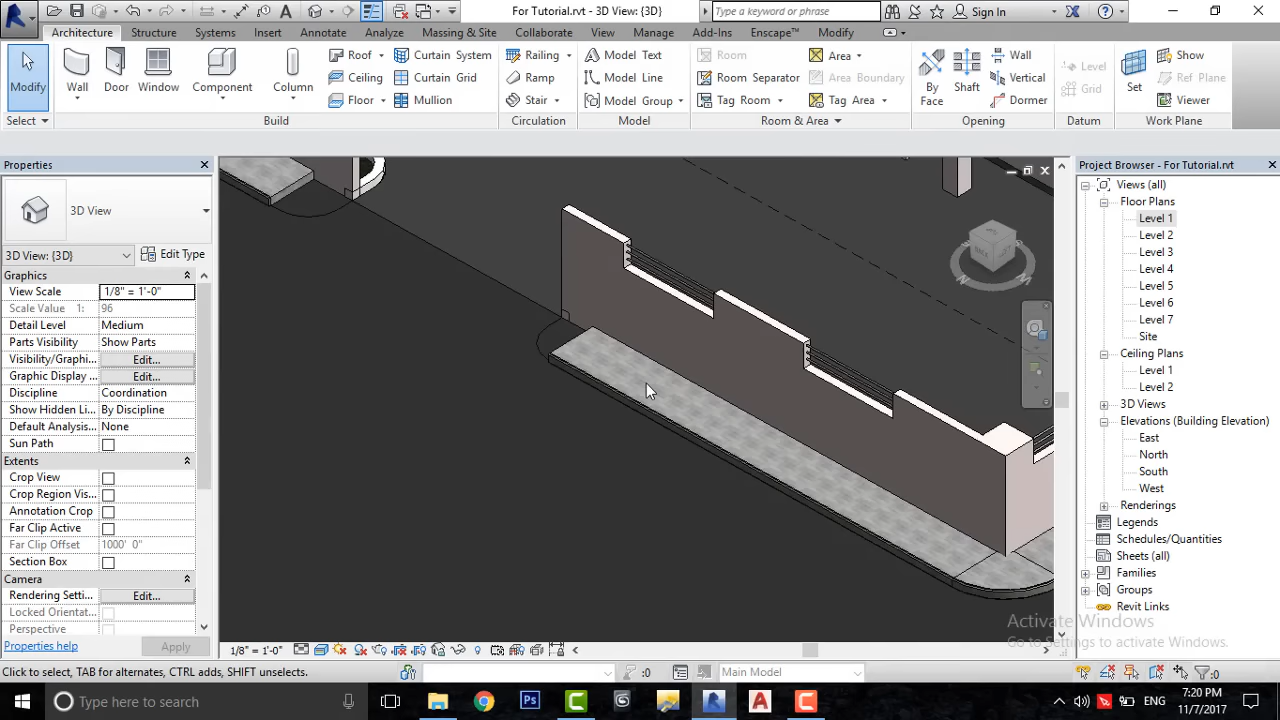 For Tutorial.rvt - 3D View: {3D}
Type a keyword or phrase
Sign In
Architecture
Structure
Systems
Insert
Annotate
Analyze
Massing & Site
Collaborate
View
Manage
Add-Ins
Enscape™
Modify
Modify
Wall
Door
Window
Component
Column
Roof
Ceiling
Floor
Curtain System
Curtain Grid
Mullion
Railing
Ramp
Stair
Model Text
Model Line
Model Group
Room
Room Separator
Tag Room
Area
Area Boundary
Tag Area
By
Face
Shaft
Wall
Vertical
Dormer
Level
Grid
Set
Show
Ref Plane
Viewer
Select
Build
Circulation
Model
Room & Area
Opening
Datum
Work Plane
Properties
3D View
3D View: {3D}
Edit Type
Graphics
View Scale
1/8" = 1'-0"
Scale Value 1:
96
Detail Level
Medium
Parts Visibility
Show Parts
Visibility/Graphi...
Edit...
Graphic Display ...
Edit...
Discipline
Coordination
Show Hidden Li...
By Discipline
Default Analysis...
None
Sun Path
Extents
Crop View
Crop Region Vis...
Annotation Crop
Far Clip Active
Far Clip Offset
1000' 0"
Section Box
Camera
Rendering Setti...
Edit...
Locked Orientat...
Perspective
Properties help
Apply
BACK
LEFT
Project Browser - For Tutorial.rvt
Views (all)
Floor Plans
Level 1
Level 2
Level 3
Level 4
Level 5
Level 6
Level 7
Site
Ceiling Plans
Level 1
Level 2
3D Views
Elevations (Building Elevation)
East
North
South
West
Renderings
Legends
Schedules/Quantities
Sheets (all)
Families
Groups
Revit Links
Activate Windows
Go to Settings to activate Windows.
1/8" = 1'-0"
Click to select, TAB for alternates, CTRL adds, SHIFT unselects.
:0
Main Model
:0
Type here to search
Ps
ENG
7:20 PM
11/7/2017